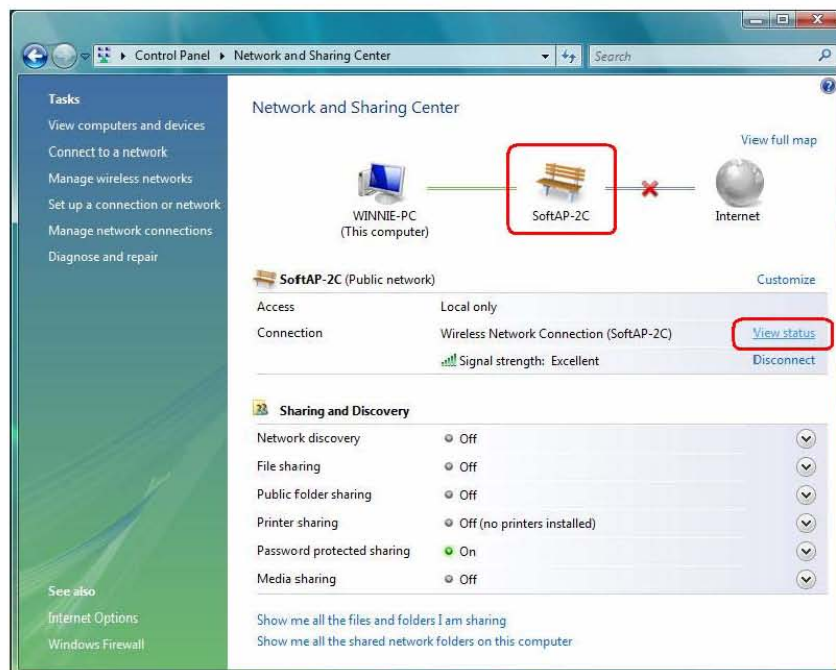 Control Panel ▸ Network and Sharing Center
Search
Tasks
View computers and devices
Connect to a network
Manage wireless networks
Set up a connection or network
Manage network connections
Diagnose and repair
See also
Internet Options
Windows Firewall
Network and Sharing Center
View full map
WINNIE-PC
(This computer)
SoftAP-2C
Internet
SoftAP-2C (Public network)
Customize
Access
Local only
Connection
Wireless Network Connection (SoftAP-2C)
View status
Signal strength: Excellent
Disconnect
Sharing and Discovery
Network discovery
Off
File sharing
Off
Public folder sharing
Off
Printer sharing
Off (no printers installed)
Password protected sharing
On
Media sharing
Off
Show me all the files and folders I am sharing
Show me all the shared network folders on this computer